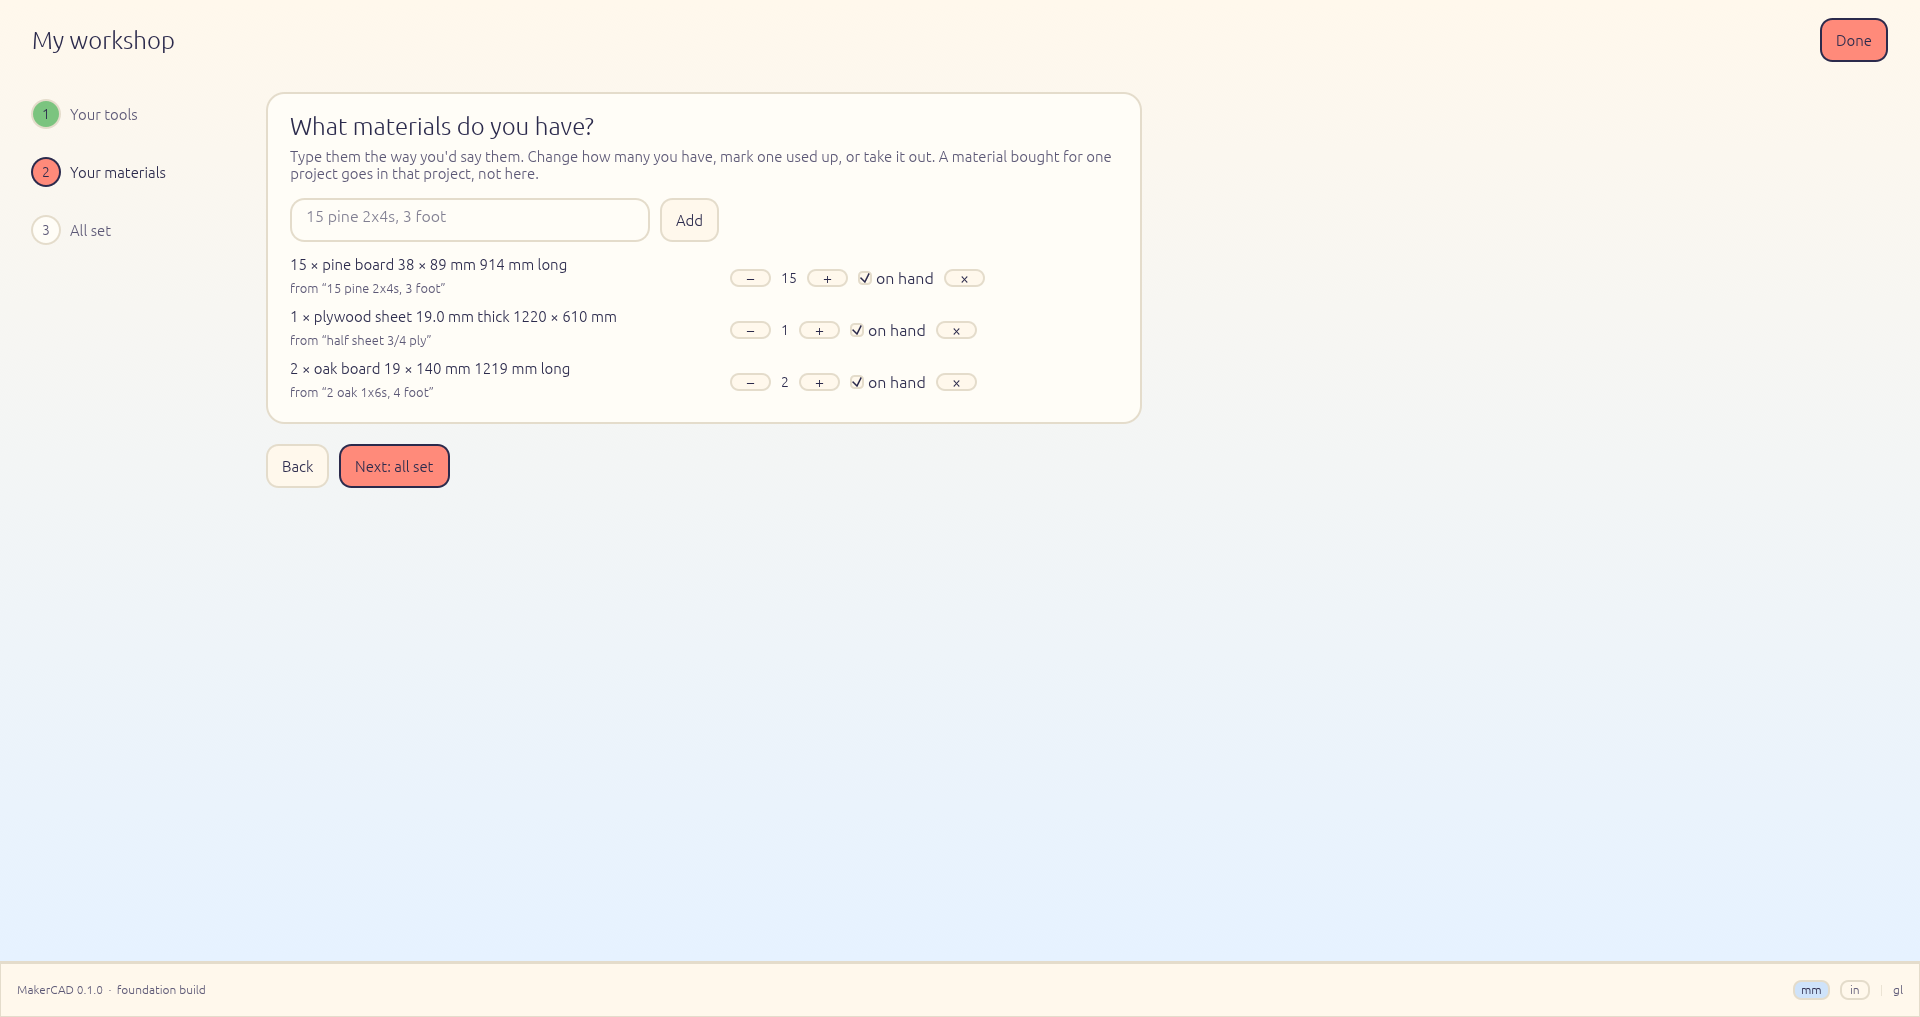 My workshop
Done
1 Your tools
2 Your materials
3 All set
What materials do you have?
Type them the way you'd say them. Change how many you have, mark one used up, or take it out. A material bought for one
project goes in that project, not here.
15 pine 2x4s, 3 foot
Add
15 × pine board 38 × 89 mm 914 mm long
from “15 pine 2x4s, 3 foot”
− 15 + on hand ×
1 × plywood sheet 19.0 mm thick 1220 × 610 mm
from “half sheet 3/4 ply”
− 1 + on hand ×
2 × oak board 19 × 140 mm 1219 mm long
from “2 oak 1x6s, 4 foot”
− 2 + on hand ×
Back
Next: all set
MakerCAD 0.1.0 · foundation build
mm in | gl